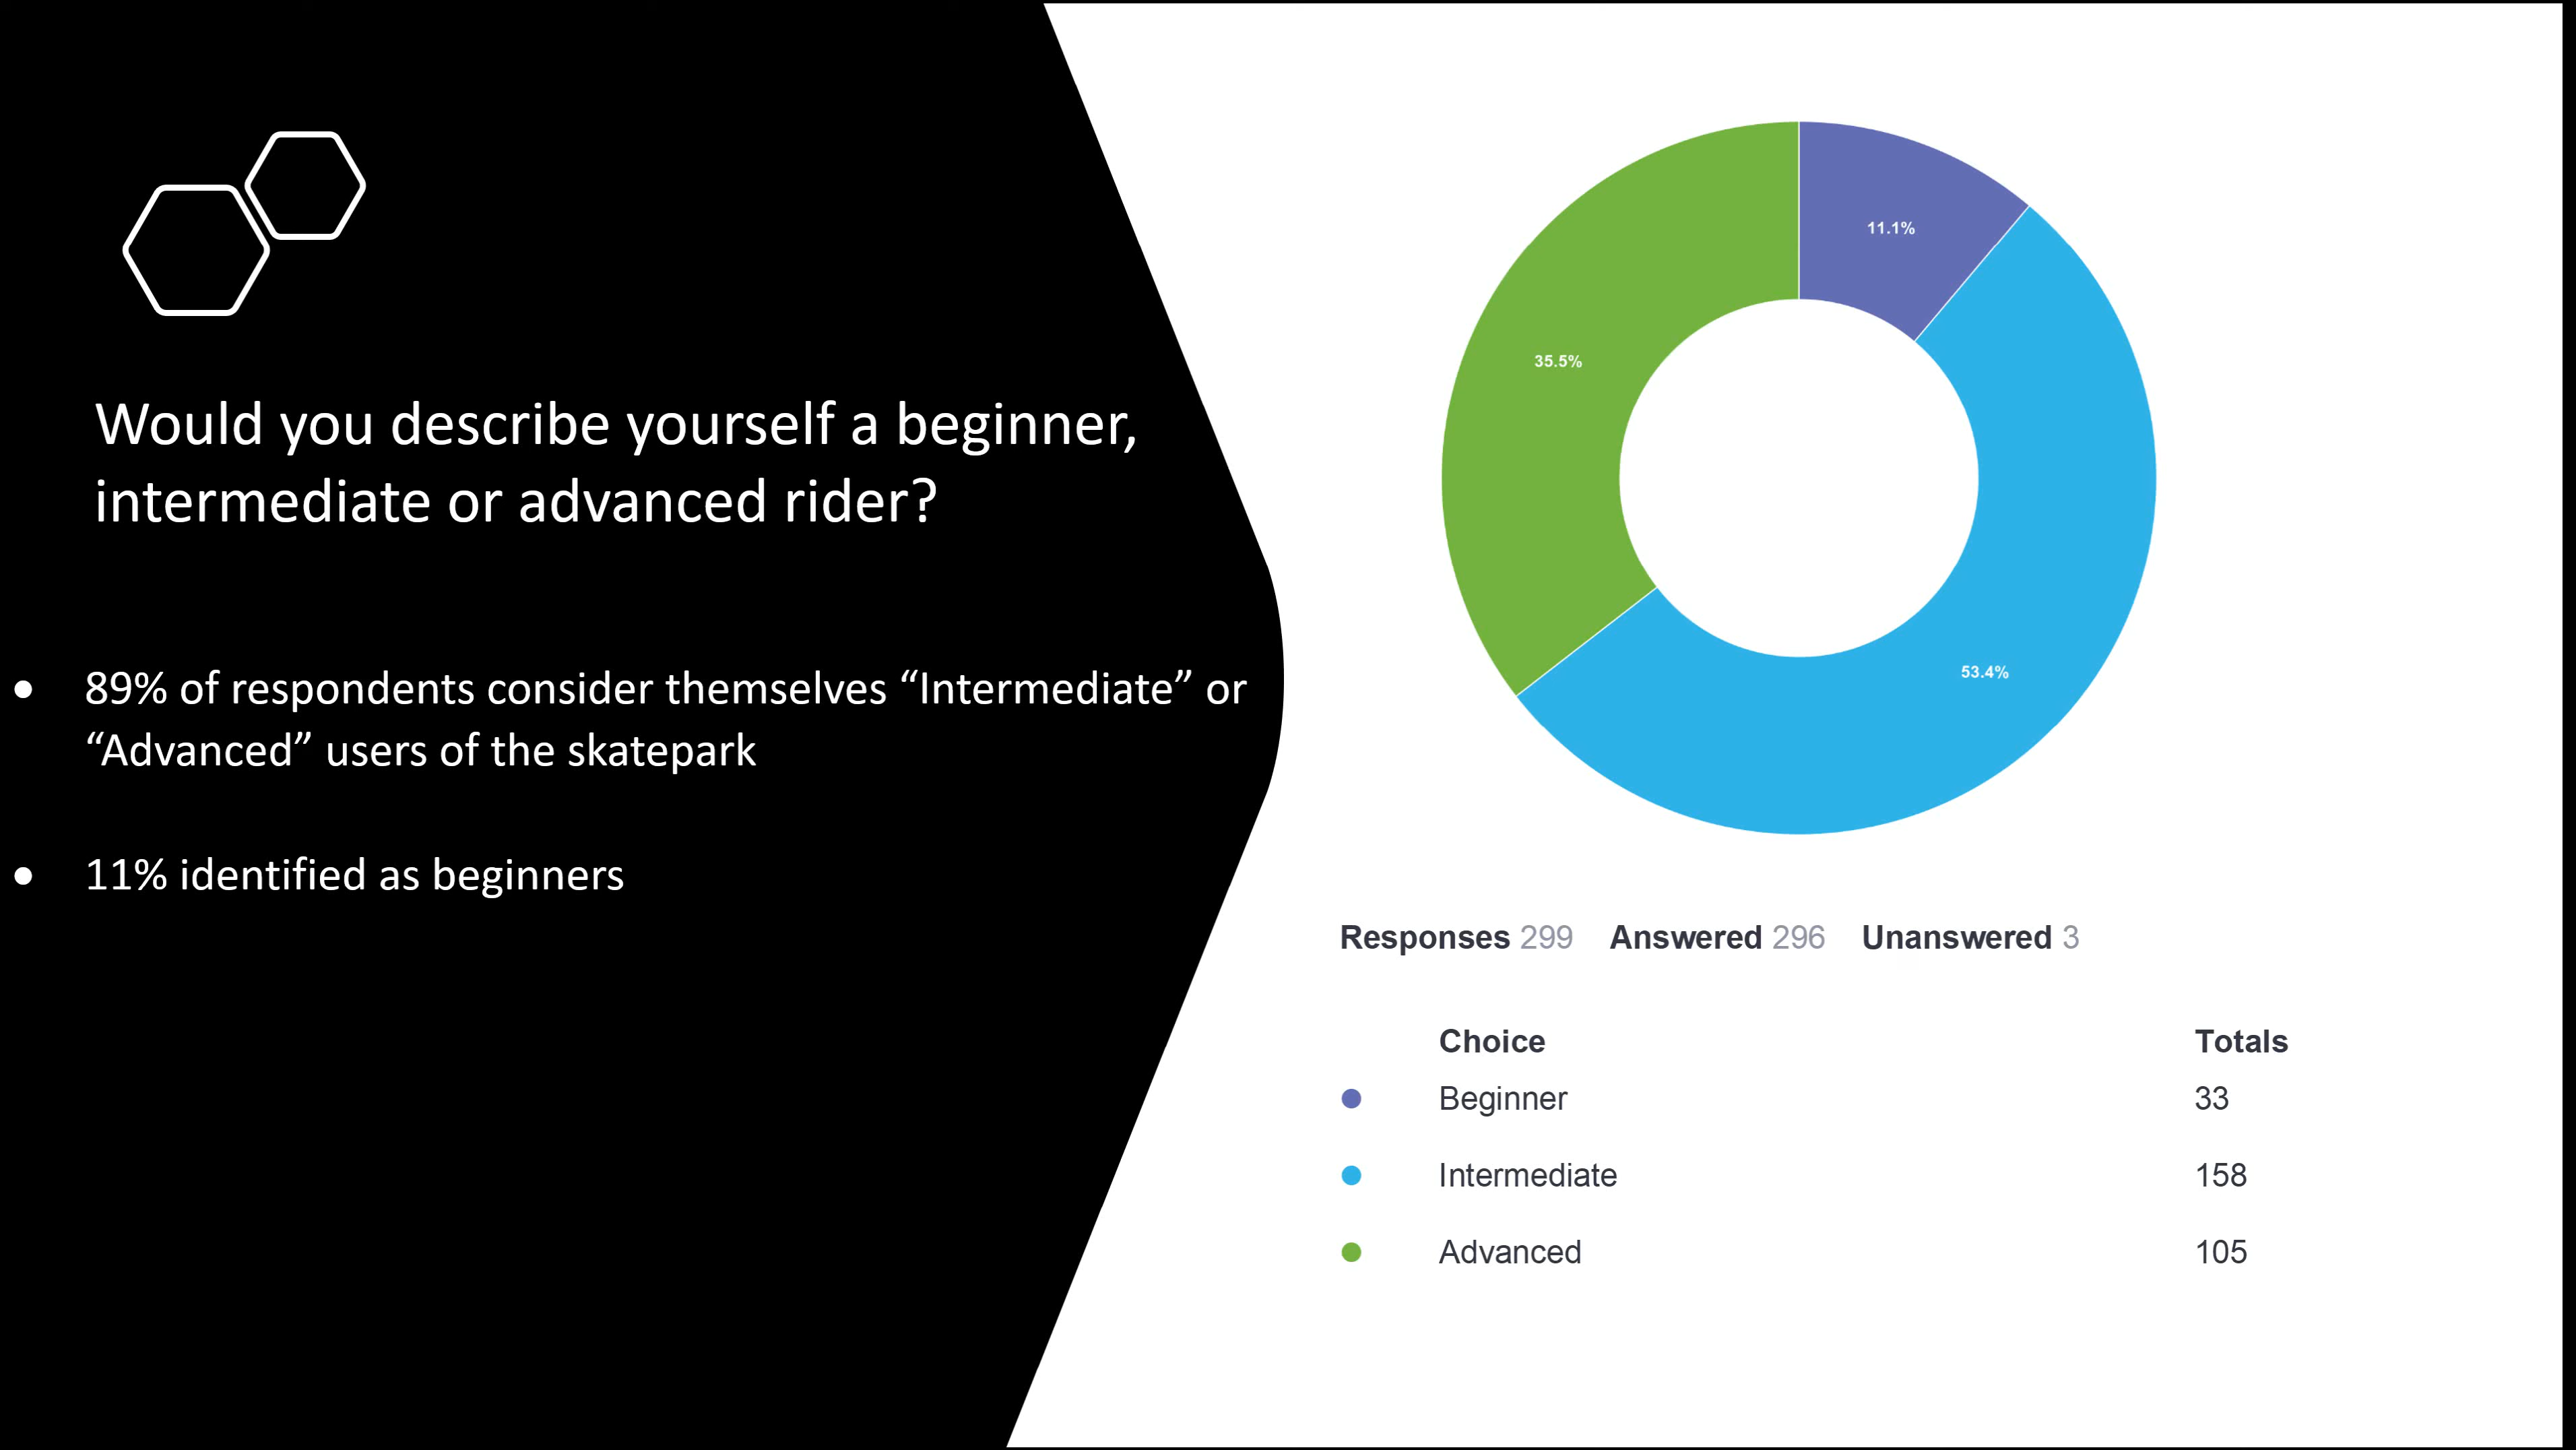 Would you describe yourself a beginner,
intermediate or advanced rider?
• 89% of respondents consider themselves “Intermediate” or
“Advanced” users of the skatepark
• 11% identified as beginners
11.1%
35.5%
53.4%
Responses 299 Answered 296 Unanswered 3
Choice Totals
Beginner 33
Intermediate 158
Advanced 105